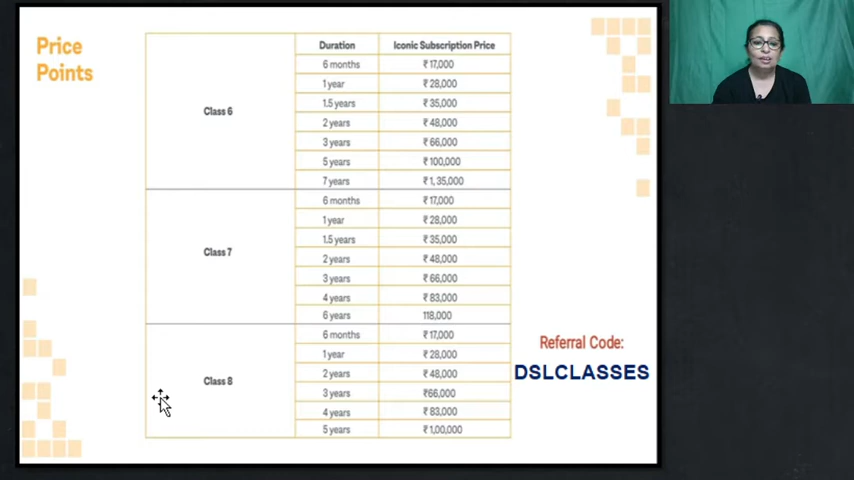 Price
Points
Duration Iconic Subscription Price
Class 6
6 months ₹ 17,000
1 year ₹ 28,000
1.5 years ₹ 35,000
2 years ₹ 48,000
3 years ₹ 66,000
5 years ₹ 100,000
7 years ₹ 1, 35,000
Class 7
6 months ₹ 17,000
1 year ₹ 28,000
1.5 years ₹ 35,000
2 years ₹ 48,000
3 years ₹ 66,000
4 years ₹ 83,000
6 years 118,000
Class 8
6 months ₹ 17,000
1 year ₹ 28,000
2 years ₹ 48,000
3 years ₹66,000
4 years ₹ 83,000
5 years ₹ 1,00,000
Referral Code:
DSLCLASSES